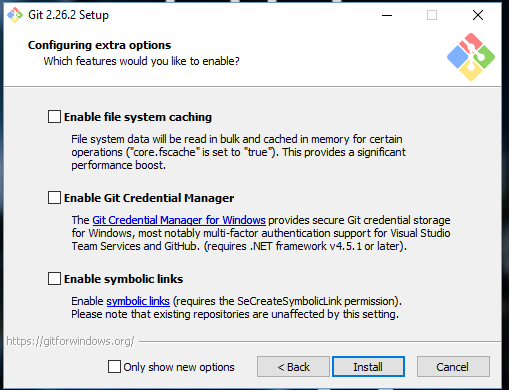 Git 2.26.2 Setup
Configuring extra options
Which features would you like to enable?
Enable file system caching
File system data will be read in bulk and cached in memory for certain
operations ("core.fscache" is set to "true"). This provides a significant
performance boost.
Enable Git Credential Manager
The Git Credential Manager for Windows provides secure Git credential storage
for Windows, most notably multi-factor authentication support for Visual Studio
Team Services and GitHub. (requires .NET framework v4.5.1 or later).
Enable symbolic links
Enable symbolic links (requires the SeCreateSymbolicLink permission).
Please note that existing repositories are unaffected by this setting.
https://gitforwindows.org/
Only show new options
< Back
Install
Cancel